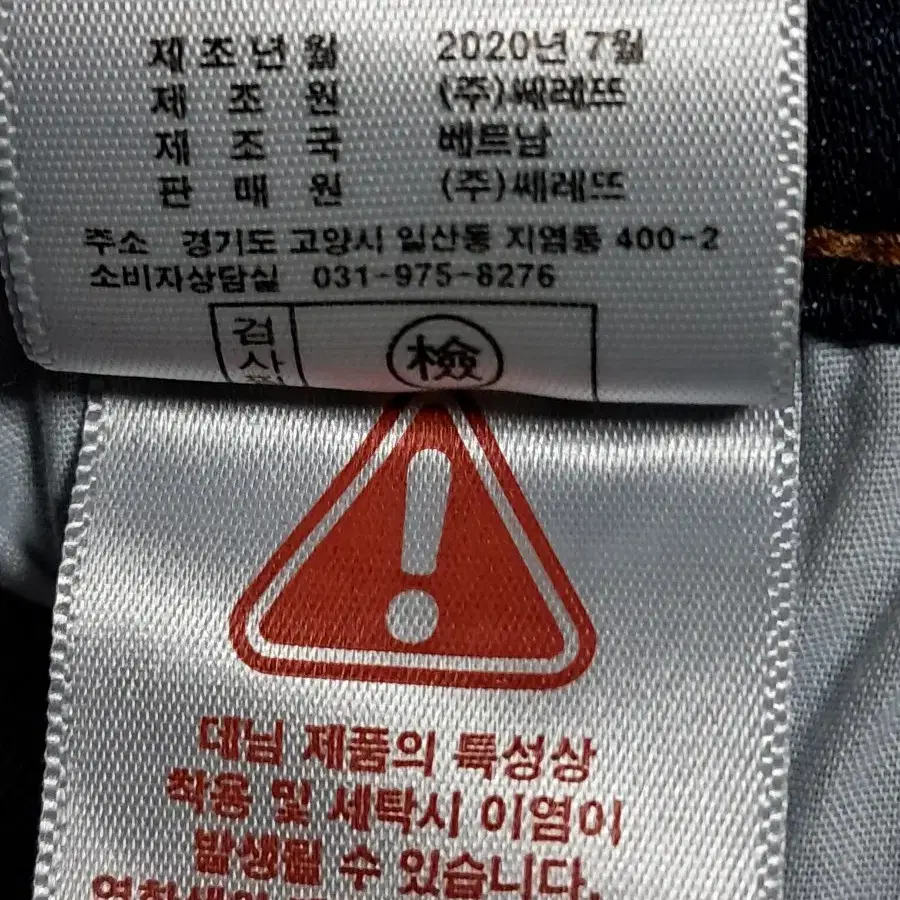 제조년월 2020년 7월
제 조 원 (주)쎄레뜨
제 조 국 베트남
판 매 원 (주)쎄레뜨
주소 경기도 고양시 일산동 지염동 400-2
소비자상담실 031-975-8276
검사필
檢
데님 제품의 특성상
착용 및 세탁시 이염이
발생될 수 있습니다.